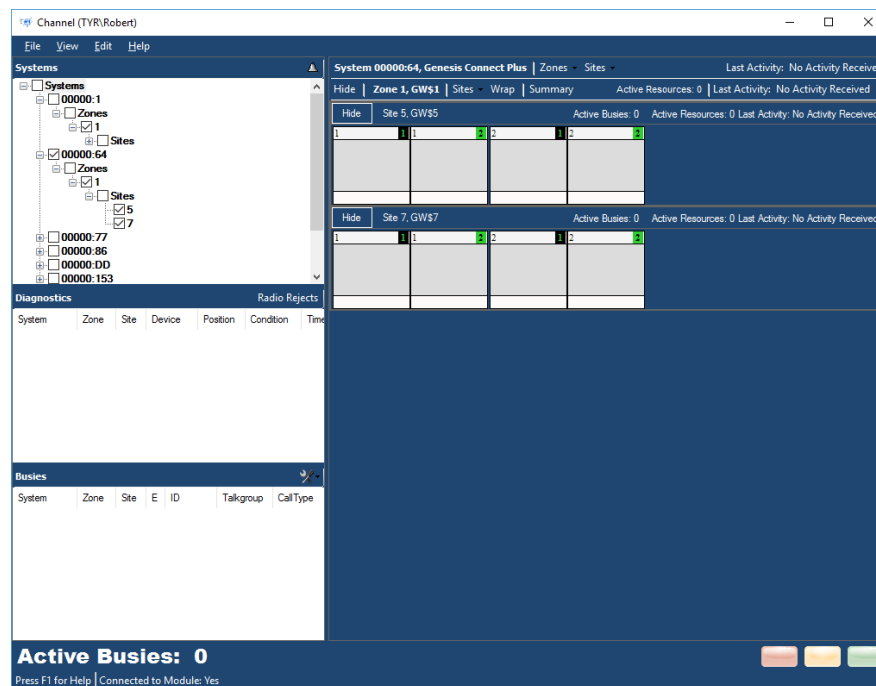 Channel (TYR\Robert)
File View Edit Help
Systems
Systems
00000:1
Zones
1
Sites
00000:64
Zones
1
Sites
5
7
00000:77
00000:86
00000:DD
00000:153
Diagnostics Radio Rejects
System Zone Site Device Position Condition Time
Busies
System Zone Site E ID Talkgroup CallType
System 00000:64, Genesis Connect Plus | Zones Sites Last Activity: No Activity Receive
Hide | Zone 1, GW$1 | Sites Wrap | Summary Active Resources: 0 | Last Activity: No Activity Received
Hide Site 5, GW$5 Active Busies: 0 Active Resources: 0 Last Activity: No Activity Received
1 1 1 2 2 1 2 2
Hide Site 7, GW$7 Active Busies: 0 Active Resources: 0 Last Activity: No Activity Received
1 1 1 2 2 1 2 2
Active Busies: 0
Press F1 for Help | Connected to Module: Yes